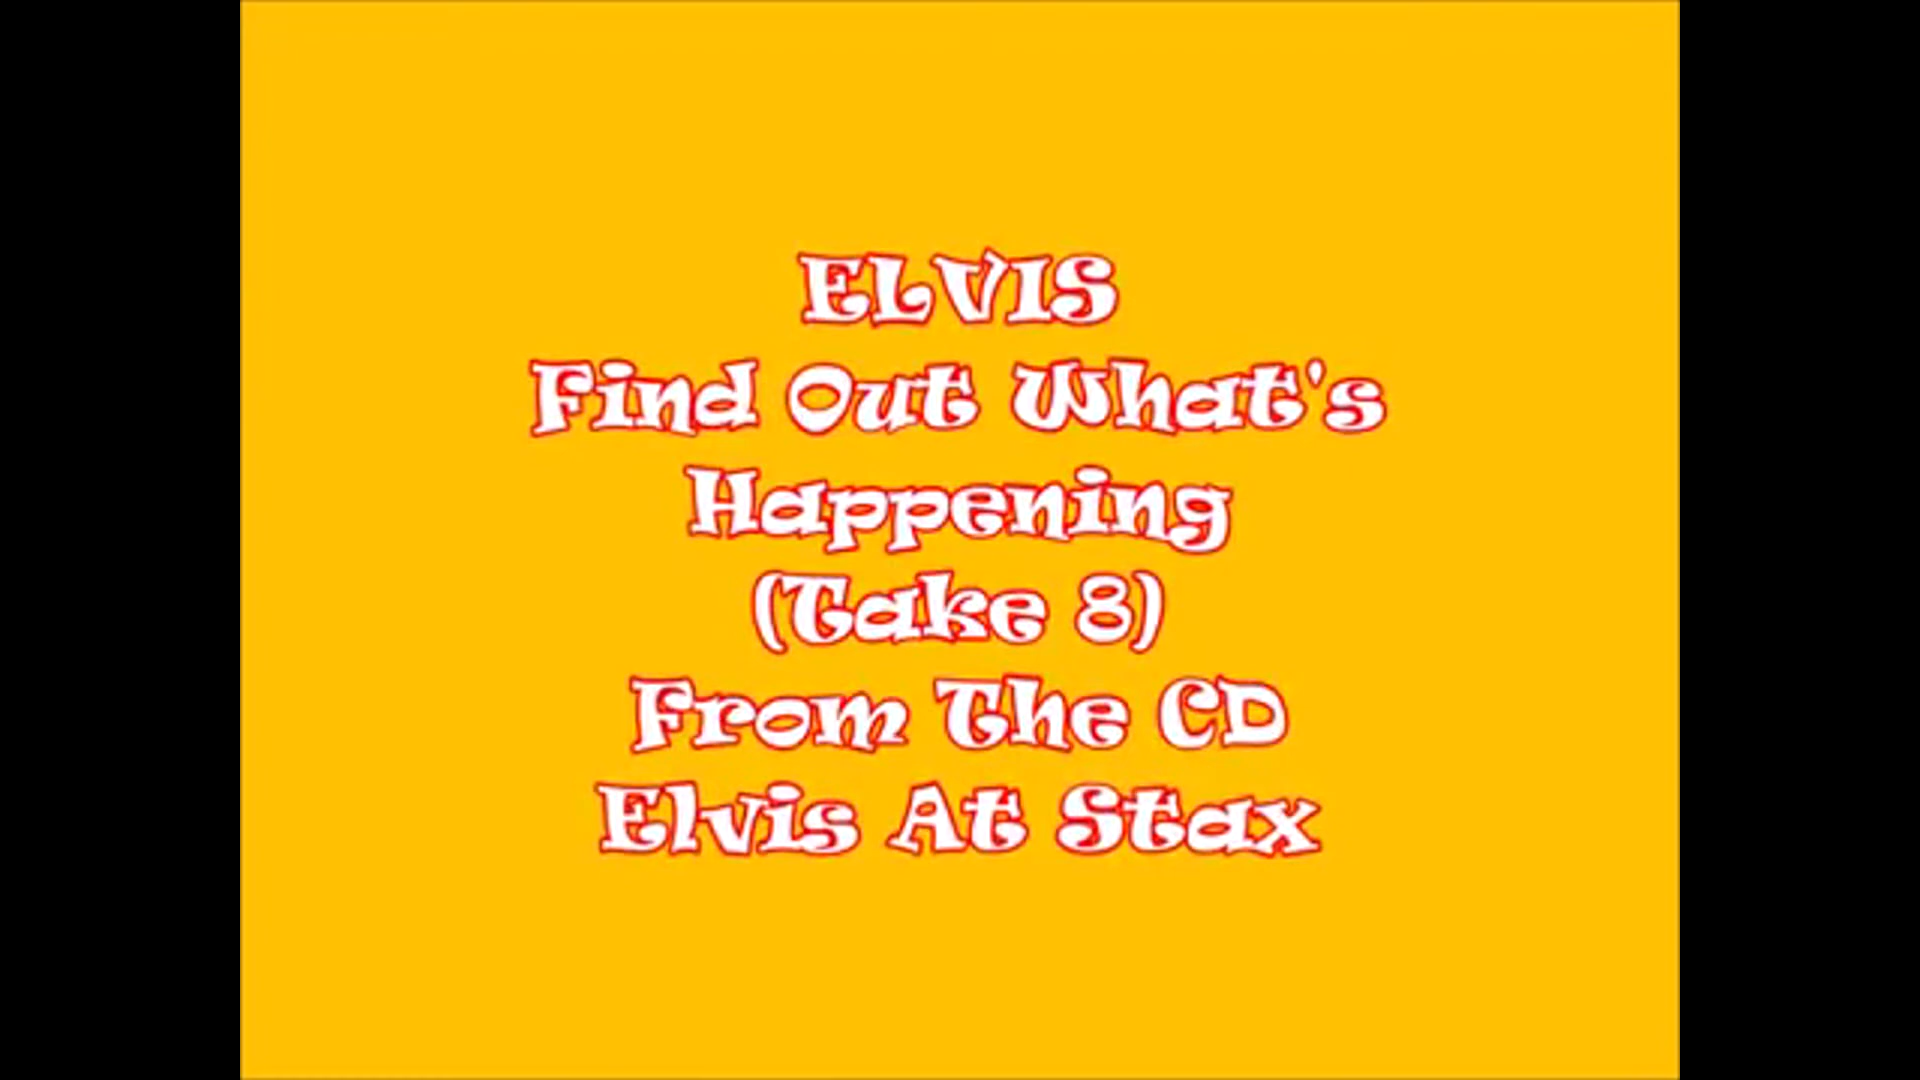 ELVIS
Find Out What's
Happening
(Take 8)
From The CD
Elvis At Stax